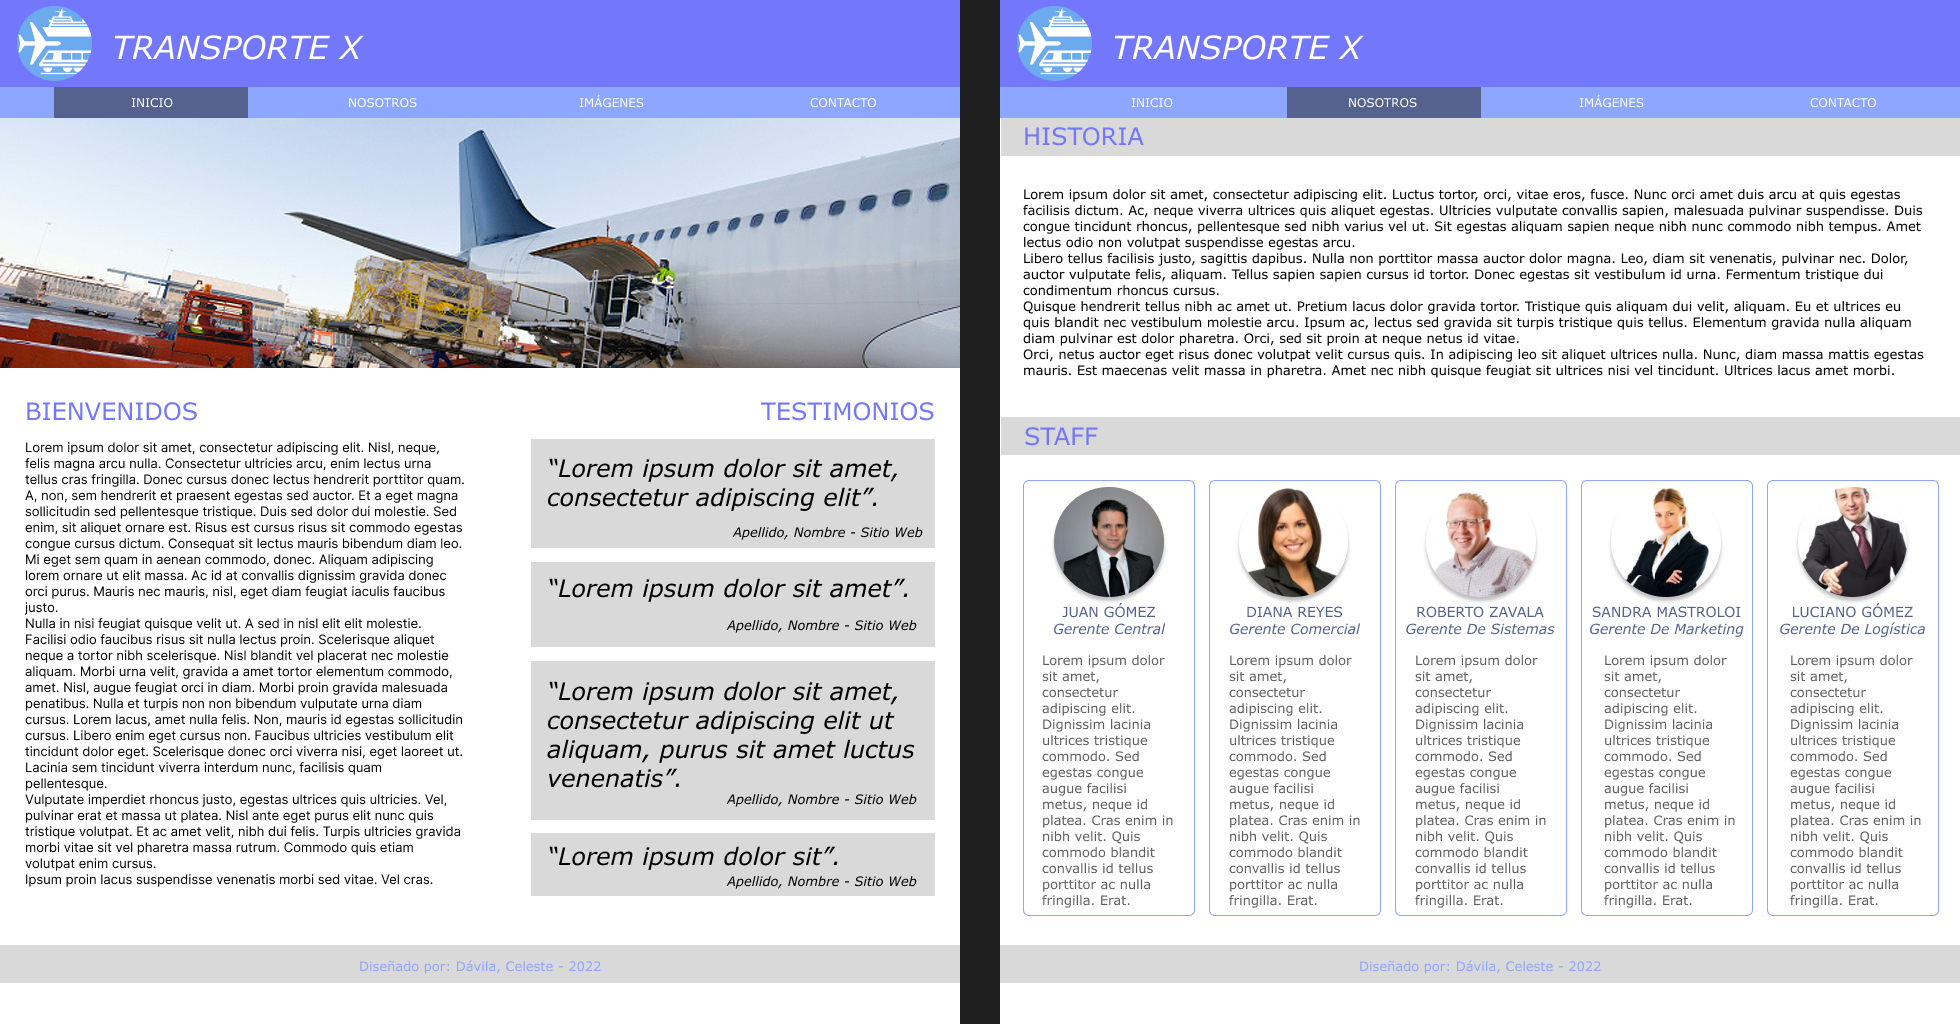 TRANSPORTE X
INICIO
NOSOTROS
IMÁGENES
CONTACTO
BIENVENIDOS
Lorem ipsum dolor sit amet, consectetur adipiscing elit. Nisl, neque,
felis magna arcu nulla. Consectetur ultricies arcu, enim lectus urna
tellus cras fringilla. Donec cursus donec lectus hendrerit porttitor quam.
A, non, sem hendrerit et praesent egestas sed auctor. Et a eget magna
sollicitudin sed pellentesque tristique. Duis sed dolor dui molestie. Sed
enim, sit aliquet ornare est. Risus est cursus risus sit commodo egestas
congue cursus dictum. Consequat sit lectus mauris bibendum diam leo.
Mi eget sem quam in aenean commodo, donec. Aliquam adipiscing
lorem ornare ut elit massa. Ac id at convallis dignissim gravida donec
orci purus. Mauris nec mauris, nisl, eget diam feugiat iaculis faucibus
justo.
Nulla in nisi feugiat quisque velit ut. A sed in nisl elit elit molestie.
Facilisi odio faucibus risus sit nulla lectus proin. Scelerisque aliquet
neque a tortor nibh scelerisque. Nisl blandit vel placerat nec molestie
aliquam. Morbi urna velit, gravida a amet tortor elementum commodo,
amet. Nisl, augue feugiat orci in diam. Morbi proin gravida malesuada
penatibus. Nulla et turpis non non bibendum vulputate urna diam
cursus. Lorem lacus, amet nulla felis. Non, mauris id egestas sollicitudin
cursus. Libero enim eget cursus non. Faucibus ultricies vestibulum elit
tincidunt dolor eget. Scelerisque donec orci viverra nisi, eget laoreet ut.
Lacinia sem tincidunt viverra interdum nunc, facilisis quam
pellentesque.
Vulputate imperdiet rhoncus justo, egestas ultrices quis ultricies. Vel,
pulvinar erat et massa ut platea. Nisl ante eget purus elit nunc quis
tristique volutpat. Et ac amet velit, nibh dui felis. Turpis ultricies gravida
morbi vitae sit vel pharetra massa rutrum. Commodo quis etiam
volutpat enim cursus.
Ipsum proin lacus suspendisse venenatis morbi sed vitae. Vel cras.
TESTIMONIOS
“Lorem ipsum dolor sit amet,
consectetur adipiscing elit”.
Apellido, Nombre - Sitio Web
“Lorem ipsum dolor sit amet”.
Apellido, Nombre - Sitio Web
“Lorem ipsum dolor sit amet,
consectetur adipiscing elit ut
aliquam, purus sit amet luctus
venenatis”.
Apellido, Nombre - Sitio Web
“Lorem ipsum dolor sit”.
Apellido, Nombre - Sitio Web
Diseñado por: Dávila, Celeste - 2022
TRANSPORTE X
INICIO
NOSOTROS
IMÁGENES
CONTACTO
HISTORIA
Lorem ipsum dolor sit amet, consectetur adipiscing elit. Luctus tortor, orci, vitae eros, fusce. Nunc orci amet duis arcu at quis egestas
facilisis dictum. Ac, neque viverra ultrices quis aliquet egestas. Ultricies vulputate convallis sapien, malesuada pulvinar suspendisse. Duis
congue tincidunt rhoncus, pellentesque sed nibh varius vel ut. Sit egestas aliquam sapien neque nibh nunc commodo nibh tempus. Amet
lectus odio non volutpat suspendisse egestas arcu.
Libero tellus facilisis justo, sagittis dapibus. Nulla non porttitor massa auctor dolor magna. Leo, diam sit venenatis, pulvinar nec. Dolor,
auctor vulputate felis, aliquam. Tellus sapien sapien cursus id tortor. Donec egestas sit vestibulum id urna. Fermentum tristique dui
condimentum rhoncus cursus.
Quisque hendrerit tellus nibh ac amet ut. Pretium lacus dolor gravida tortor. Tristique quis aliquam dui velit, aliquam. Eu et ultrices eu
quis blandit nec vestibulum molestie arcu. Ipsum ac, lectus sed gravida sit turpis tristique quis tellus. Elementum gravida nulla aliquam
diam pulvinar est dolor pharetra. Orci, sed sit proin at neque netus id vitae.
Orci, netus auctor eget risus donec volutpat velit cursus quis. In adipiscing leo sit aliquet ultrices nulla. Nunc, diam massa mattis egestas
mauris. Est maecenas velit massa in pharetra. Amet nec nibh quisque feugiat sit ultrices nisi vel tincidunt. Ultrices lacus amet morbi.
STAFF
JUAN GÓMEZ
Gerente Central
Lorem ipsum dolor
sit amet,
consectetur
adipiscing elit.
Dignissim lacinia
ultrices tristique
commodo. Sed
egestas congue
augue facilisi
metus, neque id
platea. Cras enim in
nibh velit. Quis
commodo blandit
convallis id tellus
porttitor ac nulla
fringilla. Erat.
DIANA REYES
Gerente Comercial
Lorem ipsum dolor
sit amet,
consectetur
adipiscing elit.
Dignissim lacinia
ultrices tristique
commodo. Sed
egestas congue
augue facilisi
metus, neque id
platea. Cras enim in
nibh velit. Quis
commodo blandit
convallis id tellus
porttitor ac nulla
fringilla. Erat.
ROBERTO ZAVALA
Gerente De Sistemas
Lorem ipsum dolor
sit amet,
consectetur
adipiscing elit.
Dignissim lacinia
ultrices tristique
commodo. Sed
egestas congue
augue facilisi
metus, neque id
platea. Cras enim in
nibh velit. Quis
commodo blandit
convallis id tellus
porttitor ac nulla
fringilla. Erat.
SANDRA MASTROLOI
Gerente De Marketing
Lorem ipsum dolor
sit amet,
consectetur
adipiscing elit.
Dignissim lacinia
ultrices tristique
commodo. Sed
egestas congue
augue facilisi
metus, neque id
platea. Cras enim in
nibh velit. Quis
commodo blandit
convallis id tellus
porttitor ac nulla
fringilla. Erat.
LUCIANO GÓMEZ
Gerente De Logística
Lorem ipsum dolor
sit amet,
consectetur
adipiscing elit.
Dignissim lacinia
ultrices tristique
commodo. Sed
egestas congue
augue facilisi
metus, neque id
platea. Cras enim in
nibh velit. Quis
commodo blandit
convallis id tellus
porttitor ac nulla
fringilla. Erat.
Diseñado por: Dávila, Celeste - 2022